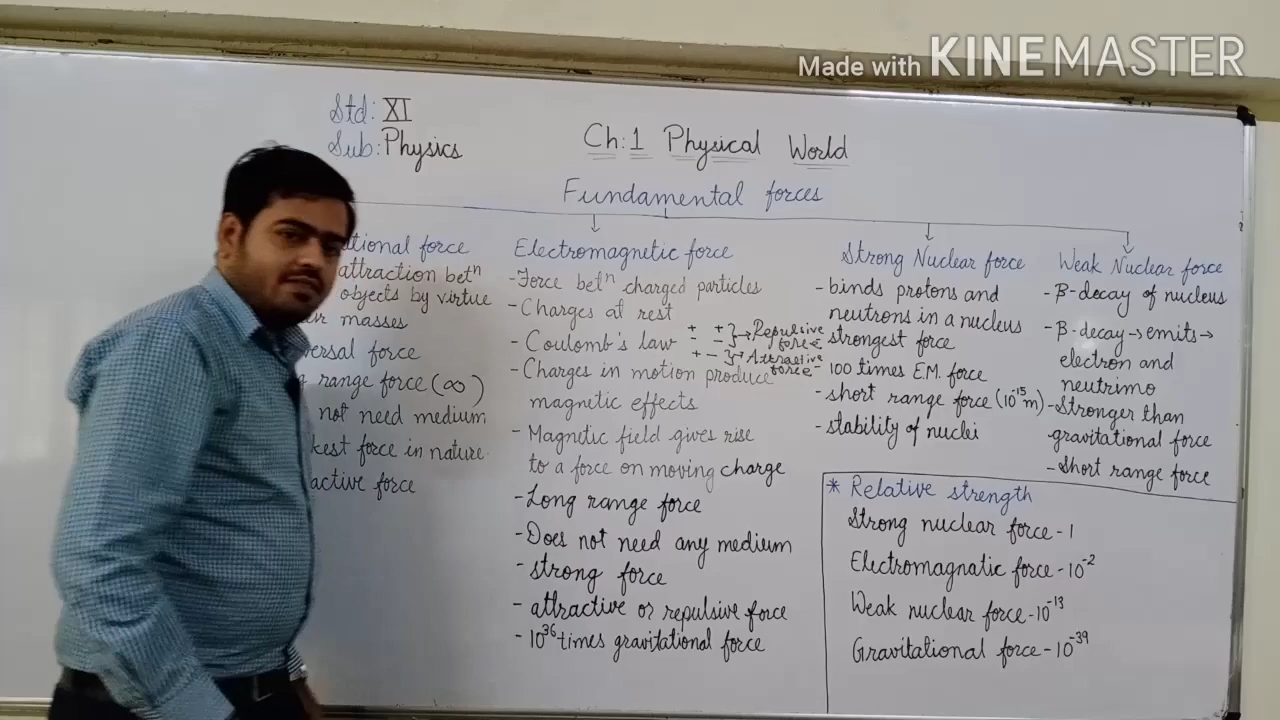 Made with KINEMASTER
Std: XI
Sub: Physics
Ch:1 Physical World
Fundamental forces
tional force
attraction betⁿ
objects by virtue
masses
ersal force
range force (∞)
not need medium
kest force in nature
active force
Electromagnetic force
- Force betⁿ charged particles
- Charges at rest
- Coulomb's law
+ + } → Repulsive
- - } force
+ - } → Attractive
force
- Charges in motion produce
magnetic effects
- Magnetic field gives rise
to a force on moving charge
- Long range force
- Does not need any medium
- strong force
- attractive or repulsive force
- 10³⁶ times gravitational force
Strong Nuclear force
- binds protons and
neutrons in a nucleus
- strongest force
- 100 times E.M. force
- short range force (10⁻¹⁵m)
- stability of nuclei
Weak Nuclear force
- β-decay of nucleus
- β-decay → emits →
electron and
neutrimo
- Stronger than
gravitational force
- Short range force
* Relative strength
Strong nuclear force - 1
Electromagnatic force - 10⁻²
Weak nuclear force - 10⁻¹³
Gravitational force - 10⁻³⁹